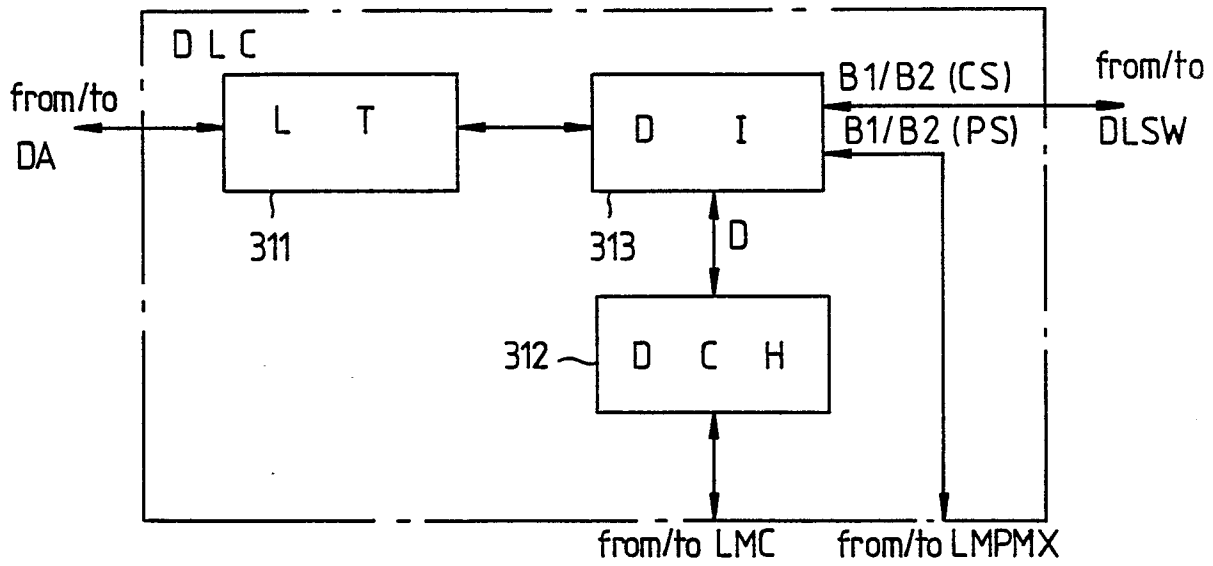 DLC
from/to
DA
L T
311
D I
313
B1/B2 (CS)
B1/B2 (PS)
from/to
DLSW
D
312
D C H
from/to LMC
from/to LMPMX